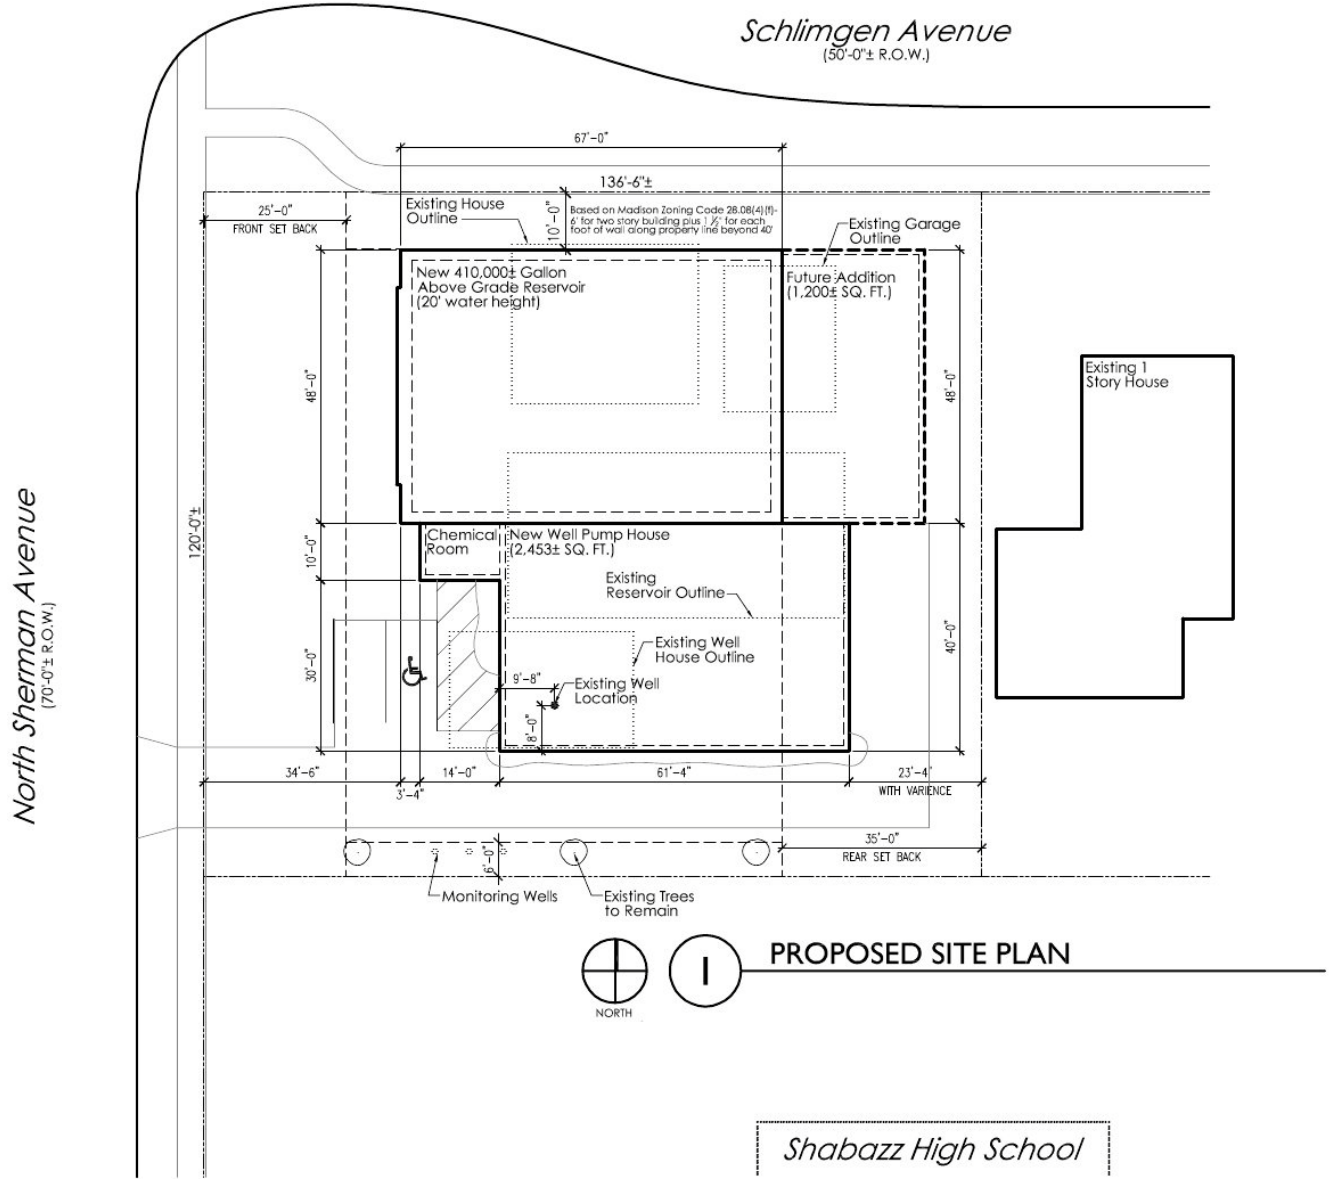 Schlimgen Avenue
(50'-0"± R.O.W.)
67'-0"
136'-6"±
25'-0"
FRONT SET BACK
Existing House
Outline
10'-0"
Based on Madison Zoning Code 28.08(4)(f)-
6' for two story building plus 1 ½" for each
foot of wall along property line beyond 40'
Existing Garage
Outline
New 410,000± Gallon
Above Grade Reservoir
(20' water height)
Future Addition
(1,200± SQ. FT.)
48'-0"
48'-0"
Existing 1
Story House
North Sherman Avenue
(70'-0"± R.O.W.)
120'-0"±
10'-0"
Chemical
Room
New Well Pump House
(2,453± SQ. FT.)
Existing
Reservoir Outline
30'-0"
40'-0"
Existing Well
House Outline
9'-8"
Existing Well
Location
8'-0"
34'-6"
3'-4"
14'-0"
61'-4"
23'-4"
WITH VARIENCE
35'-0"
REAR SET BACK
6'-0"
Monitoring Wells
Existing Trees
to Remain
NORTH
1
PROPOSED SITE PLAN
Shabazz High School